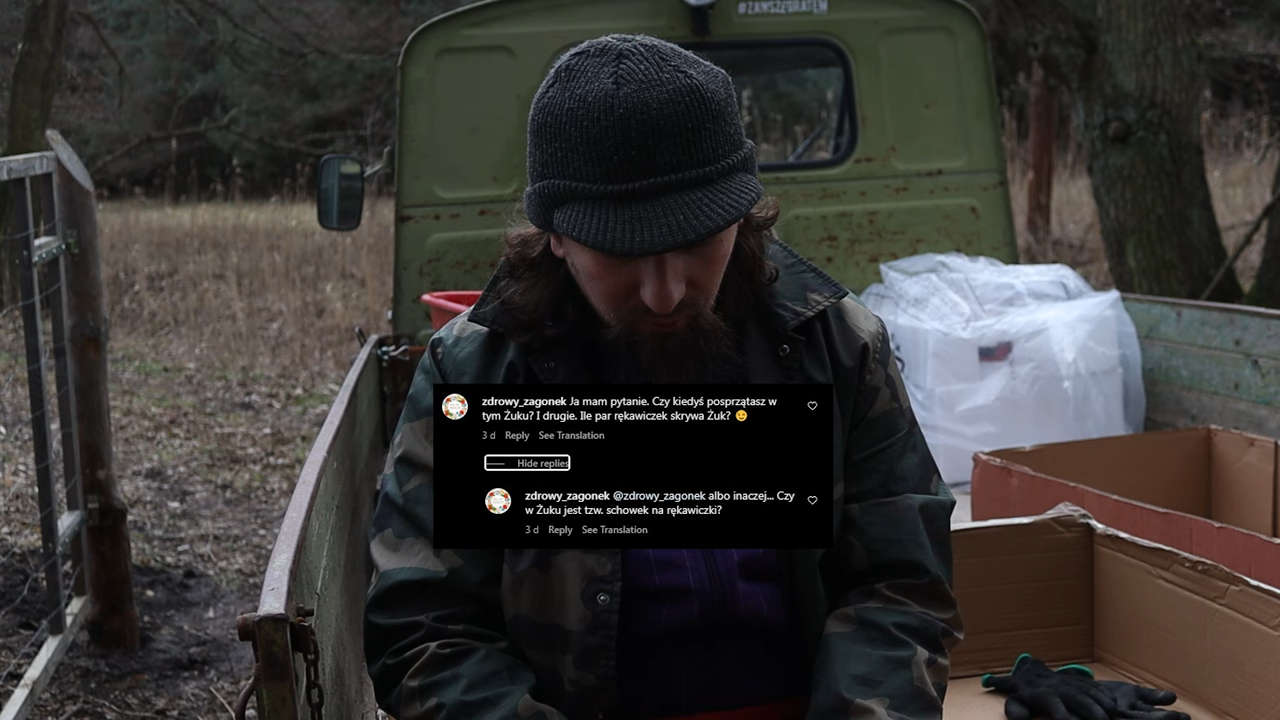 #ZAWSZEGRATEM
zdrowy_zagonek Ja mam pytanie. Czy kiedyś posprzątasz w
tym Żuku? I drugie. Ile par rękawiczek skrywa Żuk? 😉
3 d Reply See Translation
Hide replies
zdrowy_zagonek @zdrowy_zagonek albo inaczej... Czy
w Żuku jest tzw. schowek na rękawiczki?
3 d Reply See Translation